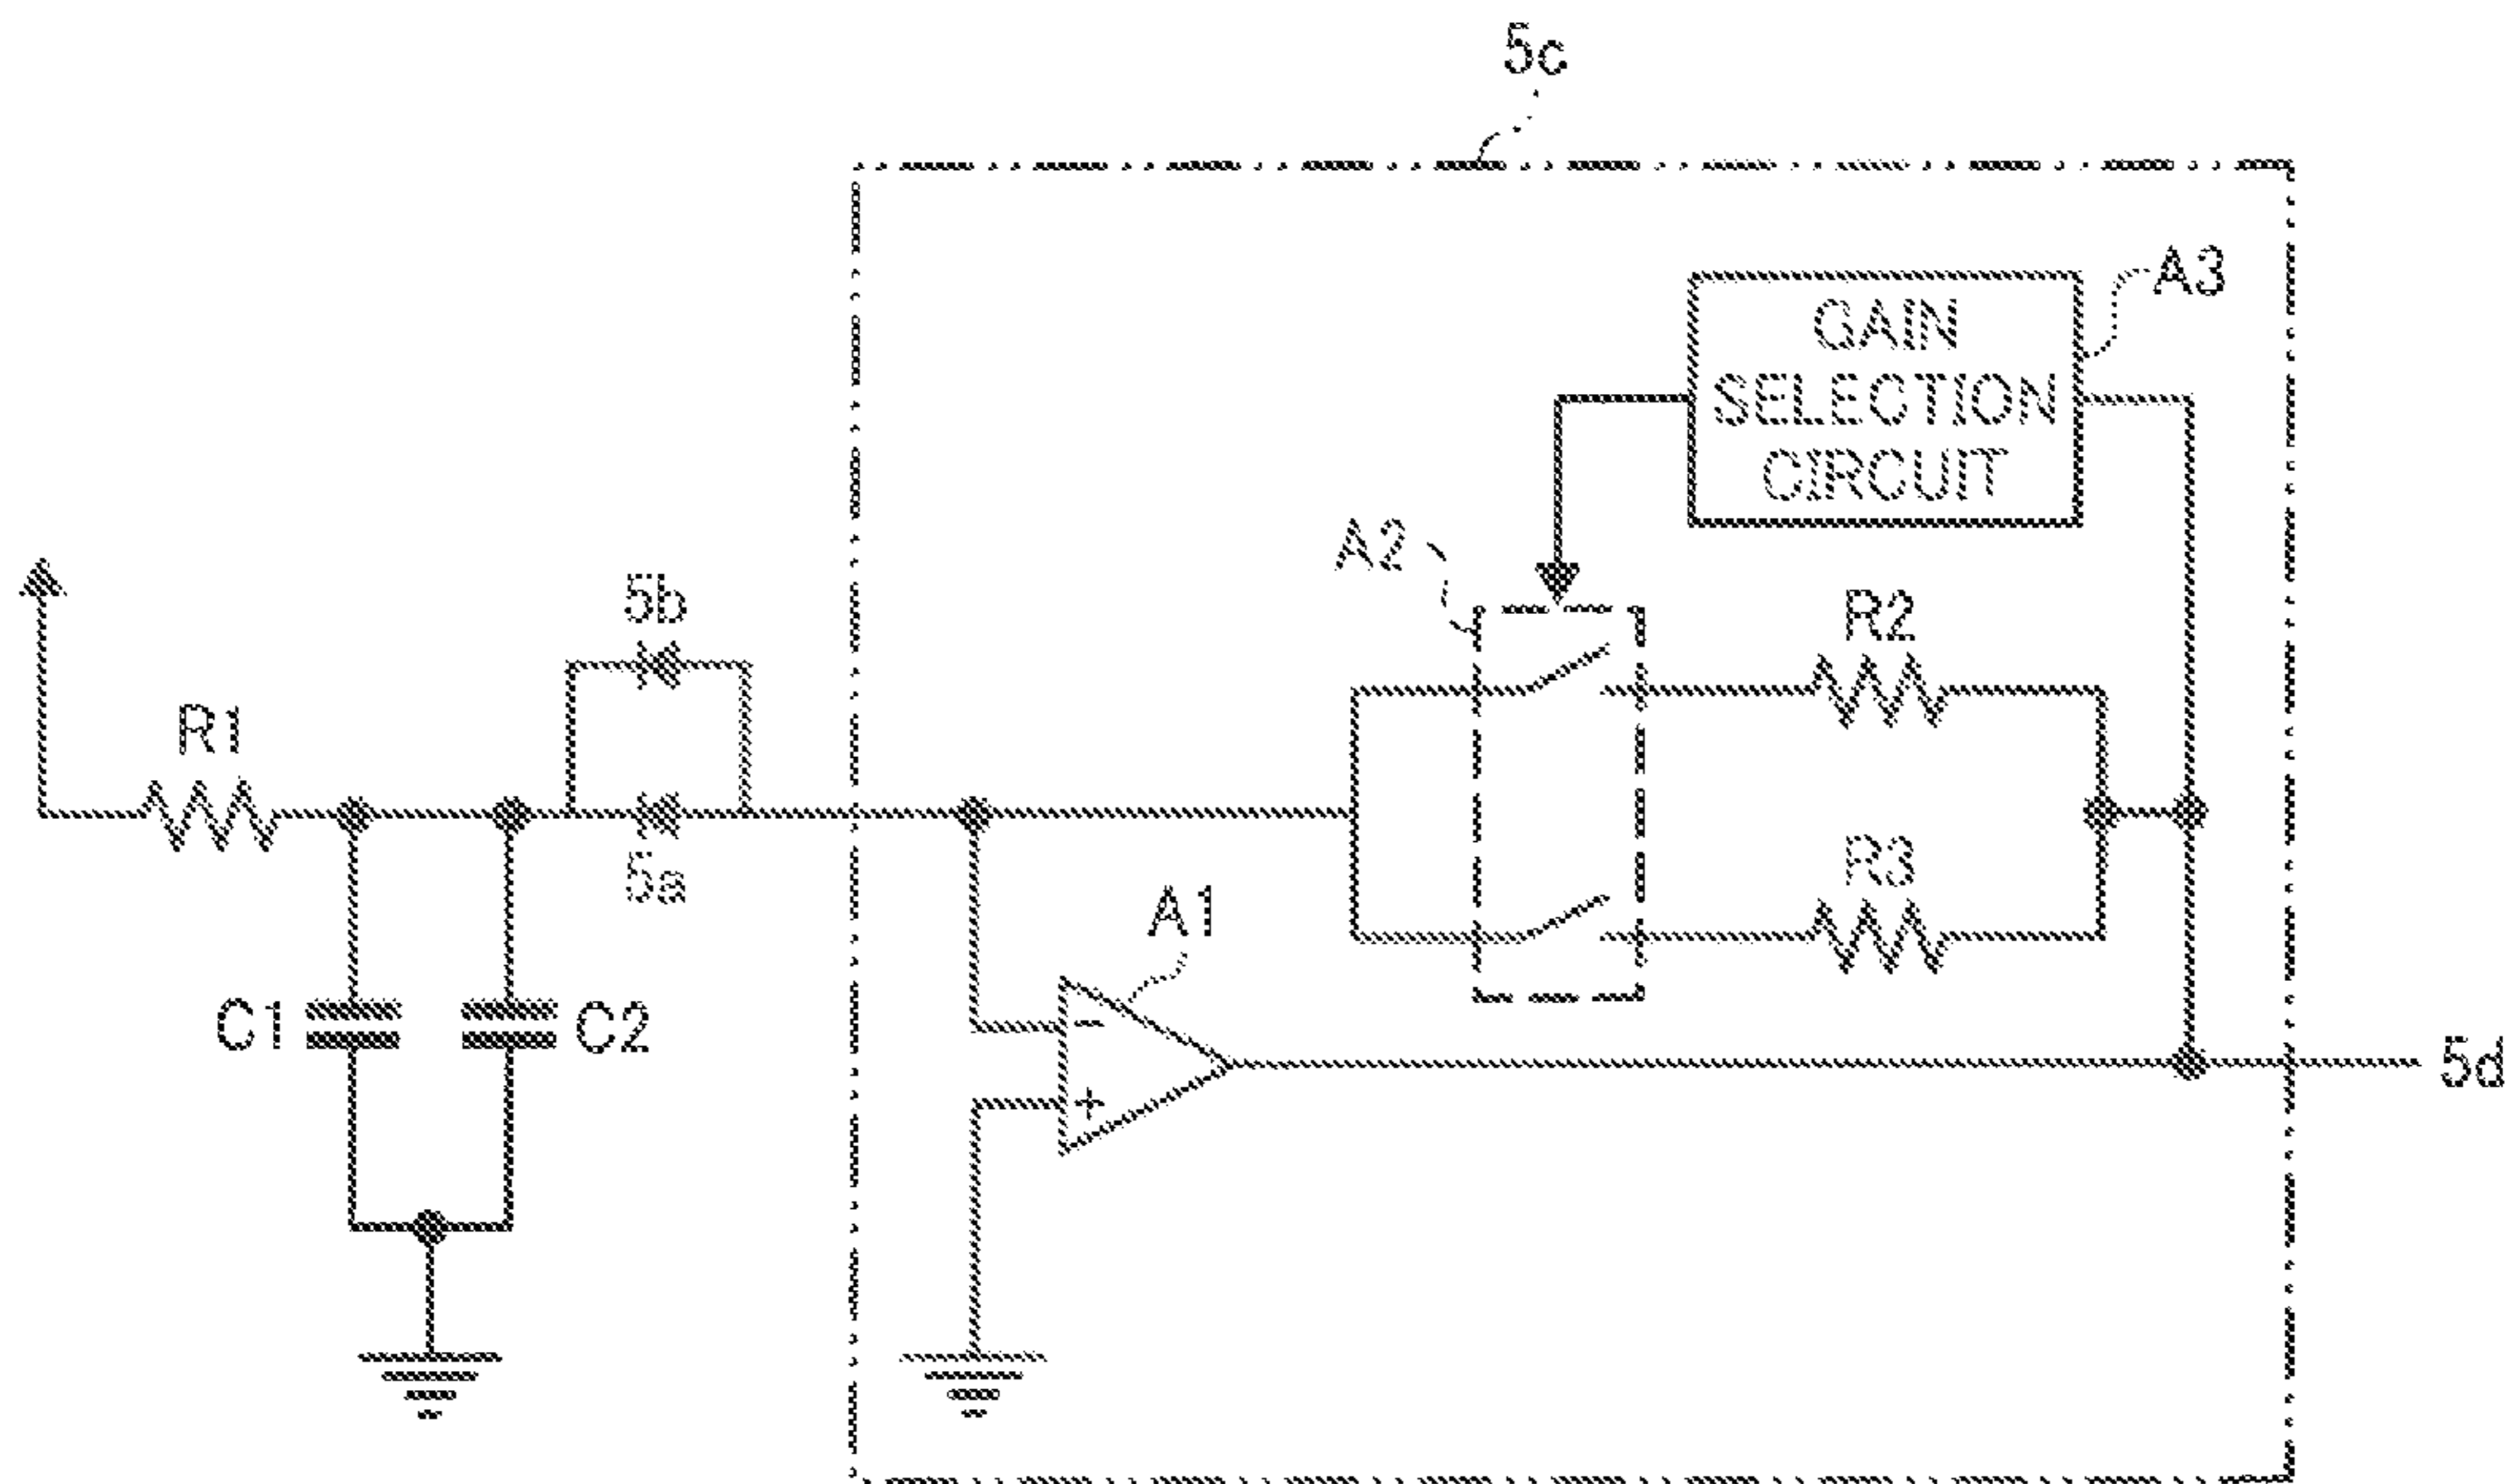 5c
A3
GAIN
SELECTION
CIRCUIT
A2
5b
R2
R1
5a
R3
A1
C1
C2
-
+
5d